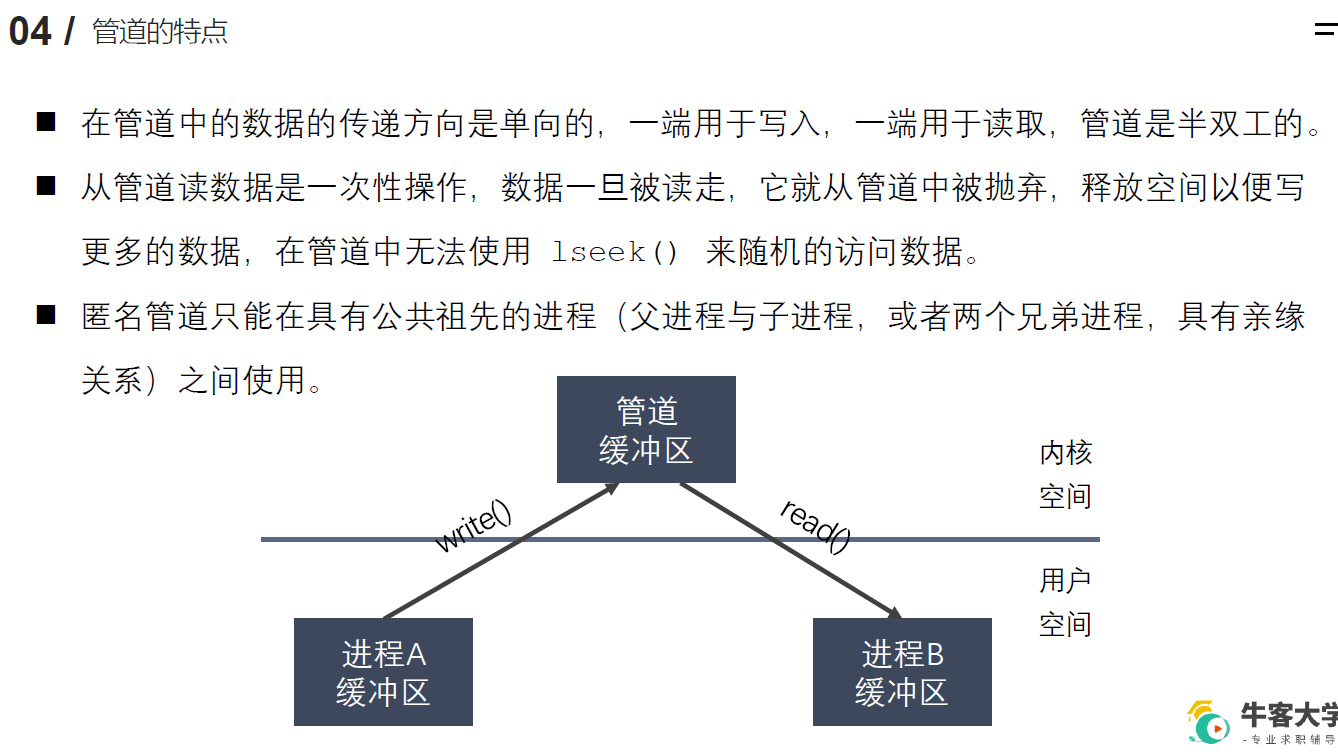 04 / 管道的特点
在管道中的数据的传递方向是单向的，一端用于写入，一端用于读取，管道是半双工的。
从管道读数据是一次性操作，数据一旦被读走，它就从管道中被抛弃，释放空间以便写
更多的数据，在管道中无法使用 lseek() 来随机的访问数据。
匿名管道只能在具有公共祖先的进程（父进程与子进程，或者两个兄弟进程，具有亲缘
关系）之间使用。
管道
缓冲区
内核
空间
write()
read()
用户
空间
进程A
缓冲区
进程B
缓冲区
牛客大学
-专业求职辅导